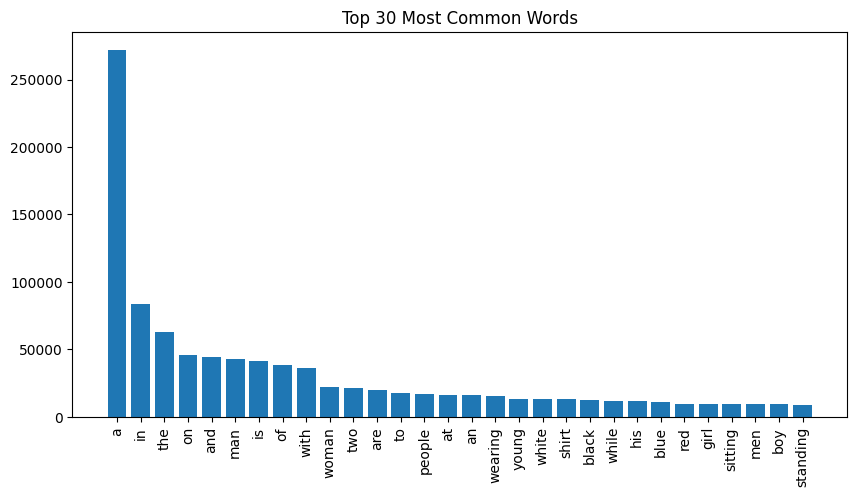 Top 30 Most Common Words
250000
200000
150000
100000
50000
0
a
in
the
on
and
man
is
of
with
woman
two
are
to
people
at
an
wearing
young
white
shirt
black
while
his
blue
red
girl
sitting
men
boy
standing